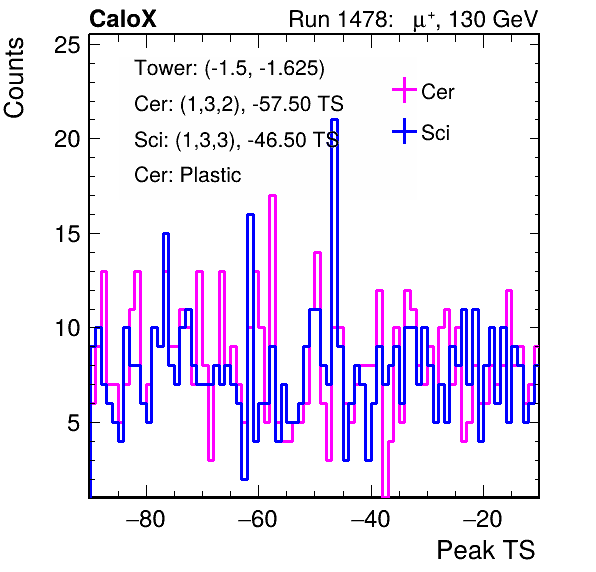 CaloX Run 1478: μ⁺, 130 GeV
Counts
25
20
15
10
5
Tower: (-1.5, -1.625)
Cer: (1,3,2), -57.50 TS
Sci: (1,3,3), -46.50 TS
Cer: Plastic
Cer
Sci
−80 −60 −40 −20
Peak TS